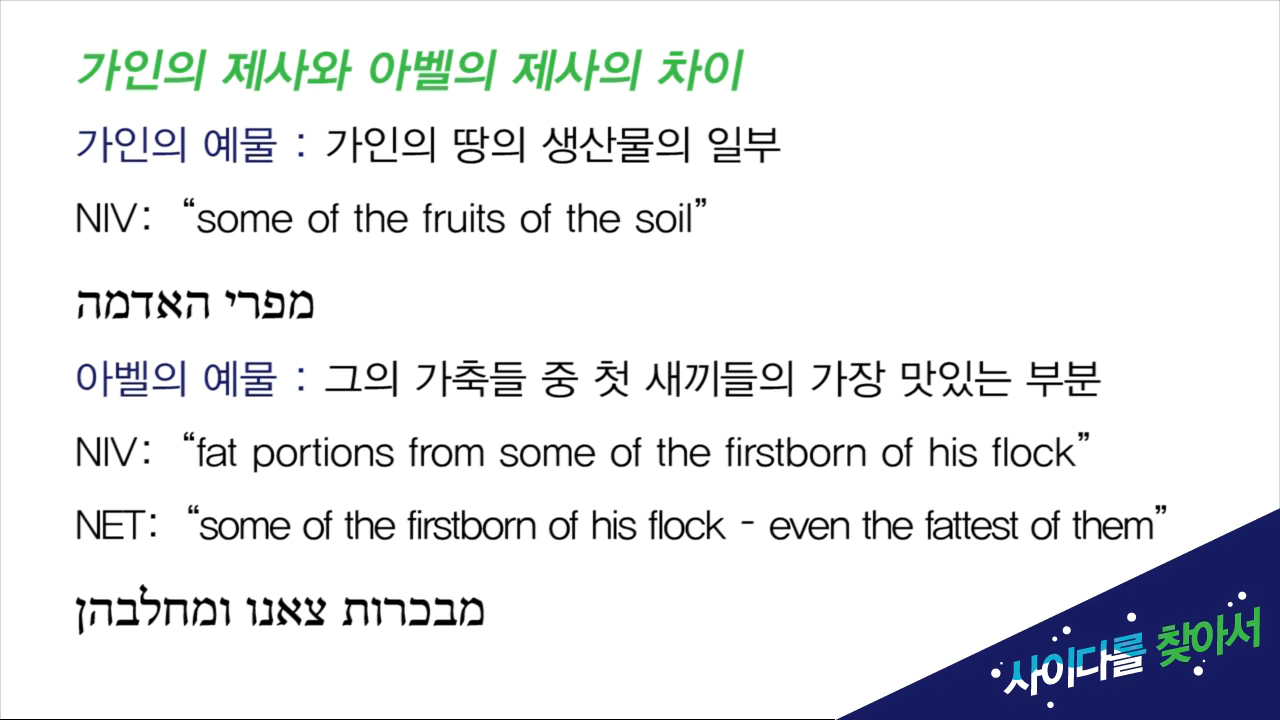 가인의 제사와 아벨의 제사의 차이
가인의 예물 : 가인의 땅의 생산물의 일부
NIV: “some of the fruits of the soil”
מפרי האדמה
아벨의 예물 : 그의 가축들 중 첫 새끼들의 가장 맛있는 부분
NIV: “fat portions from some of the firstborn of his flock”
NET: “some of the firstborn of his flock - even the fattest of them”
מבכרות צאנו ומחלבהן
사이다를 찾아서